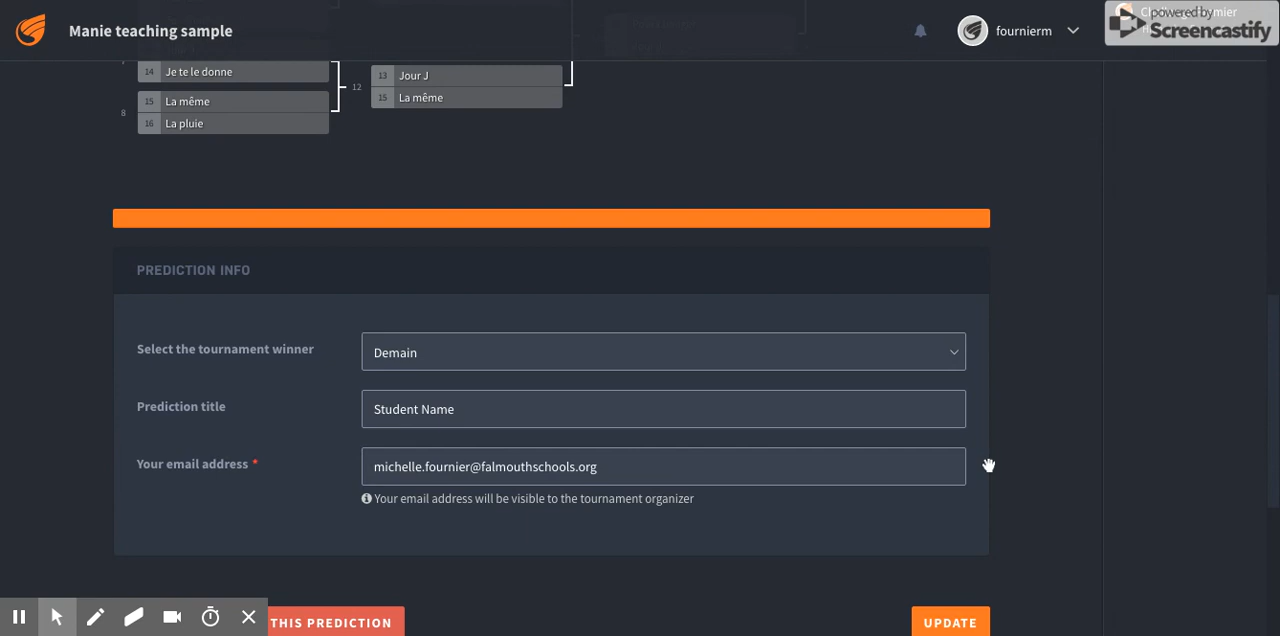 Manie teaching sample
fournierm
powered by
Screencastify
14 Je te le donne
13 Jour J
12
15 La même
15 La même
8
16 La pluie
PREDICTION INFO
Select the tournament winner
Demain
Prediction title
Student Name
Your email address *
michelle.fournier@falmouthschools.org
Your email address will be visible to the tournament organizer
THIS PREDICTION
UPDATE